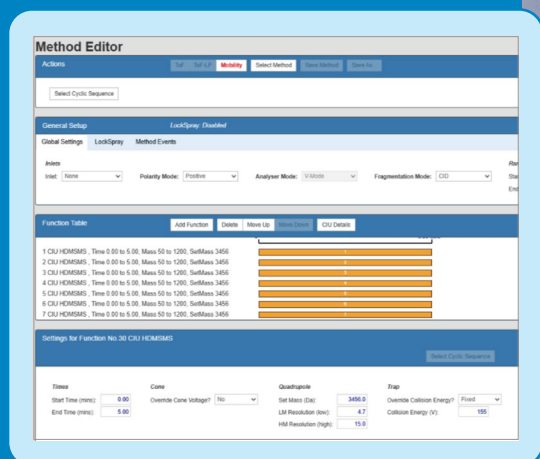 Method Editor
Actions ToF ToF-LF Mobility Select Method Save Method Save As...
Select Cyclic Sequence
General Setup LockSpray: Disabled
Global Settings LockSpray Method Events
Inlets
Inlet: None Polarity Mode: Positive Analyser Mode: V-Mode Fragmentation Mode: CID
Function Table Add Function Delete Move Up Move Down CIU Details
1 CIU HDMSMS , Time 0.00 to 5.00, Mass 50 to 1200, SetMass 3456
2 CIU HDMSMS , Time 0.00 to 5.00, Mass 50 to 1200, SetMass 3456
3 CIU HDMSMS , Time 0.00 to 5.00, Mass 50 to 1200, SetMass 3456
4 CIU HDMSMS , Time 0.00 to 5.00, Mass 50 to 1200, SetMass 3456
5 CIU HDMSMS , Time 0.00 to 5.00, Mass 50 to 1200, SetMass 3456
6 CIU HDMSMS , Time 0.00 to 5.00, Mass 50 to 1200, SetMass 3456
7 CIU HDMSMS , Time 0.00 to 5.00, Mass 50 to 1200, SetMass 3456
Settings for Function No.30 CIU HDMSMS
Select Cyclic Sequence
Times Cone Quadrupole Trap
Start Time (mins): 0.00 Override Cone Voltage? No Set Mass (Da): 3456.0 Override Collision Energy? Fixed
End Time (mins): 5.00 LM Resolution (low): 4.7 Collision Energy (V): 155
HM Resolution (high): 15.0